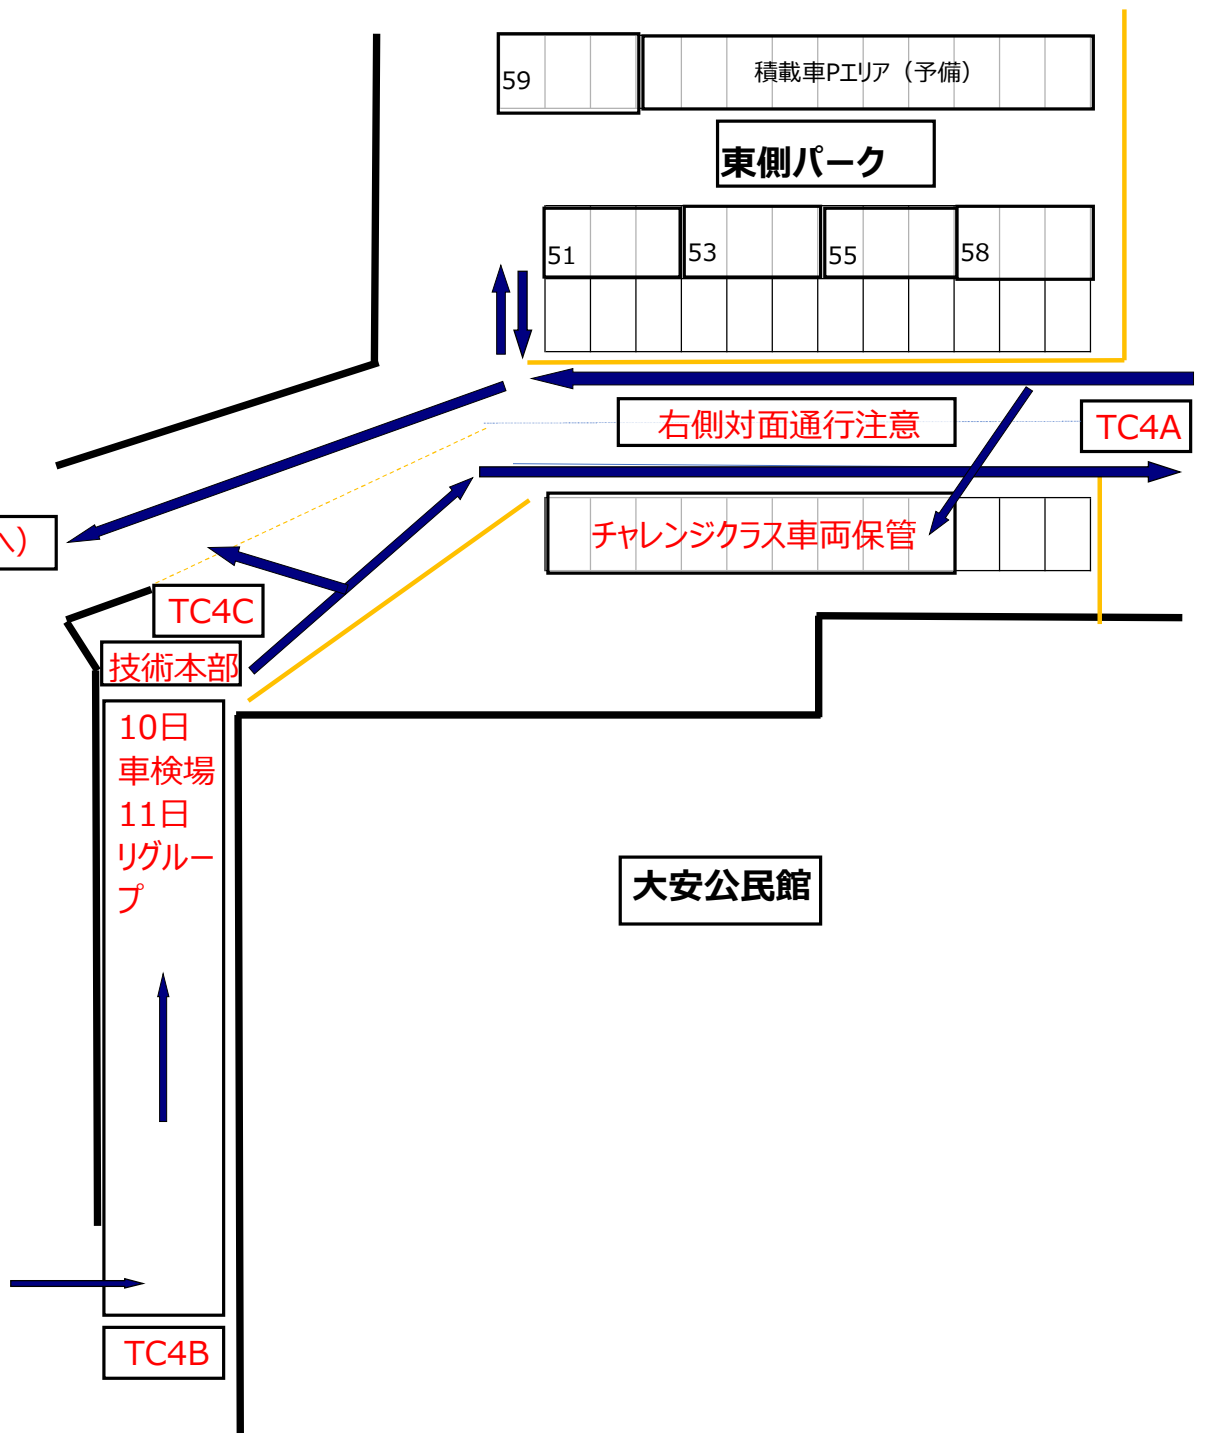 59
積載車Pエリア（予備）
東側パーク
51
53
55
58
右側対面通行注意
TC4A
へ）
チャレンジクラス車両保管
TC4C
技術本部
10日
車検場
11日
リグルー
プ
大安公民館
TC4B